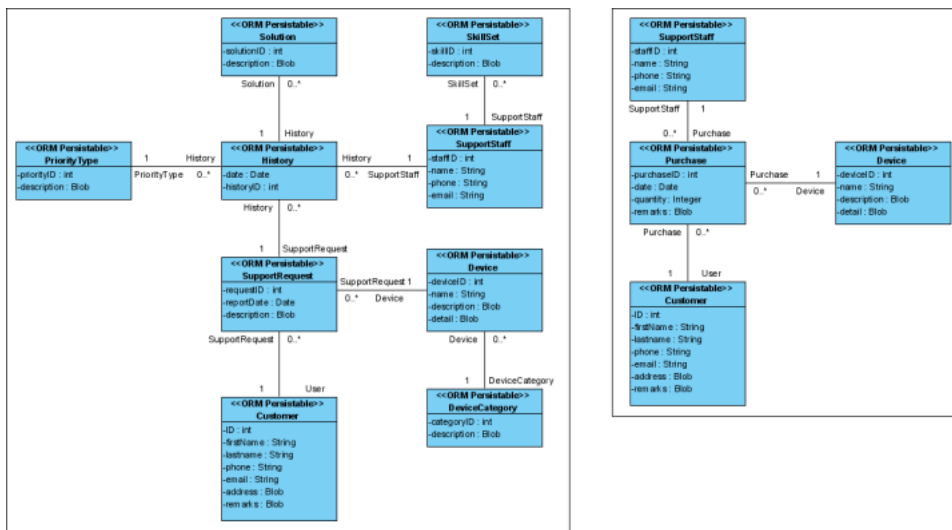 <<ORM Persistable>>
Solution
-solutionID : int
-description : Blob
<<ORM Persistable>>
SkillSet
-skillID : int
-description : Blob
Solution 0..*
SkillSet 0..*
1 History
1 SupportStaff
<<ORM Persistable>>
PriorityType
-priorityID : int
-description : Blob
1 History
PriorityType 0..*
<<ORM Persistable>>
History
-date : Date
-historyID : int
History 1
0..* SupportStaff
<<ORM Persistable>>
SupportStaff
-staffID : int
-name : String
-phone : String
-email : String
History 0..*
1 SupportRequest
<<ORM Persistable>>
SupportRequest
-requestID : int
-reportDate : Date
-description : Blob
SupportRequest 1
0..* Device
<<ORM Persistable>>
Device
-deviceID : int
-name : String
-description : Blob
-detail : Blob
SupportRequest 0..*
1 User
Device 0..*
1 DeviceCategory
<<ORM Persistable>>
Customer
-ID : int
-firstName : String
-lastname : String
-phone : String
-email : String
-address : Blob
-remarks : Blob
<<ORM Persistable>>
DeviceCategory
-categoryID : int
-description : Blob
<<ORM Persistable>>
SupportStaff
-staffID : int
-name : String
-phone : String
-email : String
SupportStaff 1
0..* Purchase
<<ORM Persistable>>
Purchase
-purchaseID : int
-date : Date
-quantity : Integer
-remarks : Blob
Purchase 1
0..* Device
<<ORM Persistable>>
Device
-deviceID : int
-name : String
-description : Blob
-detail : Blob
Purchase 0..*
1 User
<<ORM Persistable>>
Customer
-ID : int
-firstName : String
-lastname : String
-phone : String
-email : String
-address : Blob
-remarks : Blob